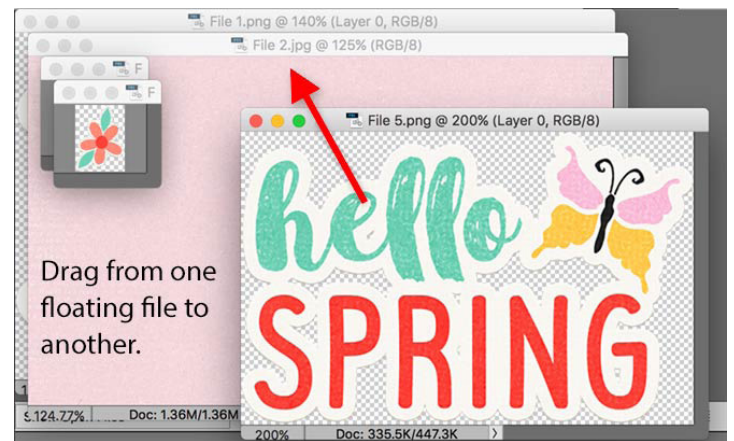 File 1.png @ 140% (Layer 0, RGB/8)
File 2.jpg @ 125% (RGB/8)
F
F
File 5.png @ 200% (Layer 0, RGB/8)
hello
SPRING
Drag from one
floating file to
another.
124.77%
Doc: 1.36M/1.36M
200%
Doc: 335.5K/447.3K